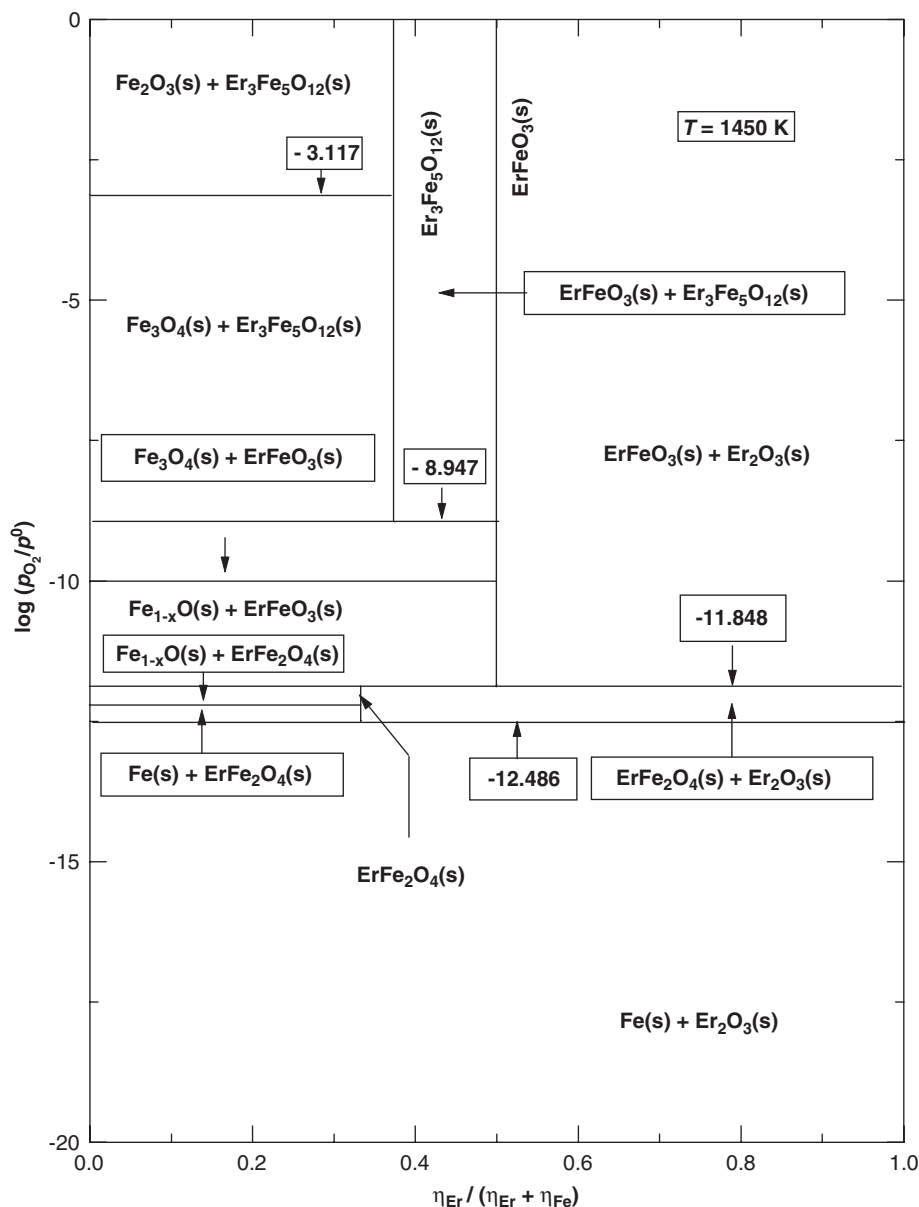 0
Fe₂O₃(s) + Er₃Fe₅O₁₂(s)
Er₃Fe₅O₁₂(s)
ErFeO₃(s)
T = 1450 K
- 3.117
-5
ErFeO₃(s) + Er₃Fe₅O₁₂(s)
Fe₃O₄(s) + Er₃Fe₅O₁₂(s)
Fe₃O₄(s) + ErFeO₃(s)
- 8.947
ErFeO₃(s) + Er₂O₃(s)
log (pO₂/p⁰)
-10
Fe₁₋ₓO(s) + ErFeO₃(s)
-11.848
Fe₁₋ₓO(s) + ErFe₂O₄(s)
Fe(s) + ErFe₂O₄(s)
-12.486
ErFe₂O₄(s) + Er₂O₃(s)
-15
ErFe₂O₄(s)
Fe(s) + Er₂O₃(s)
-20
0.0 0.2 0.4 0.6 0.8 1.0
ηEr / (ηEr + ηFe)